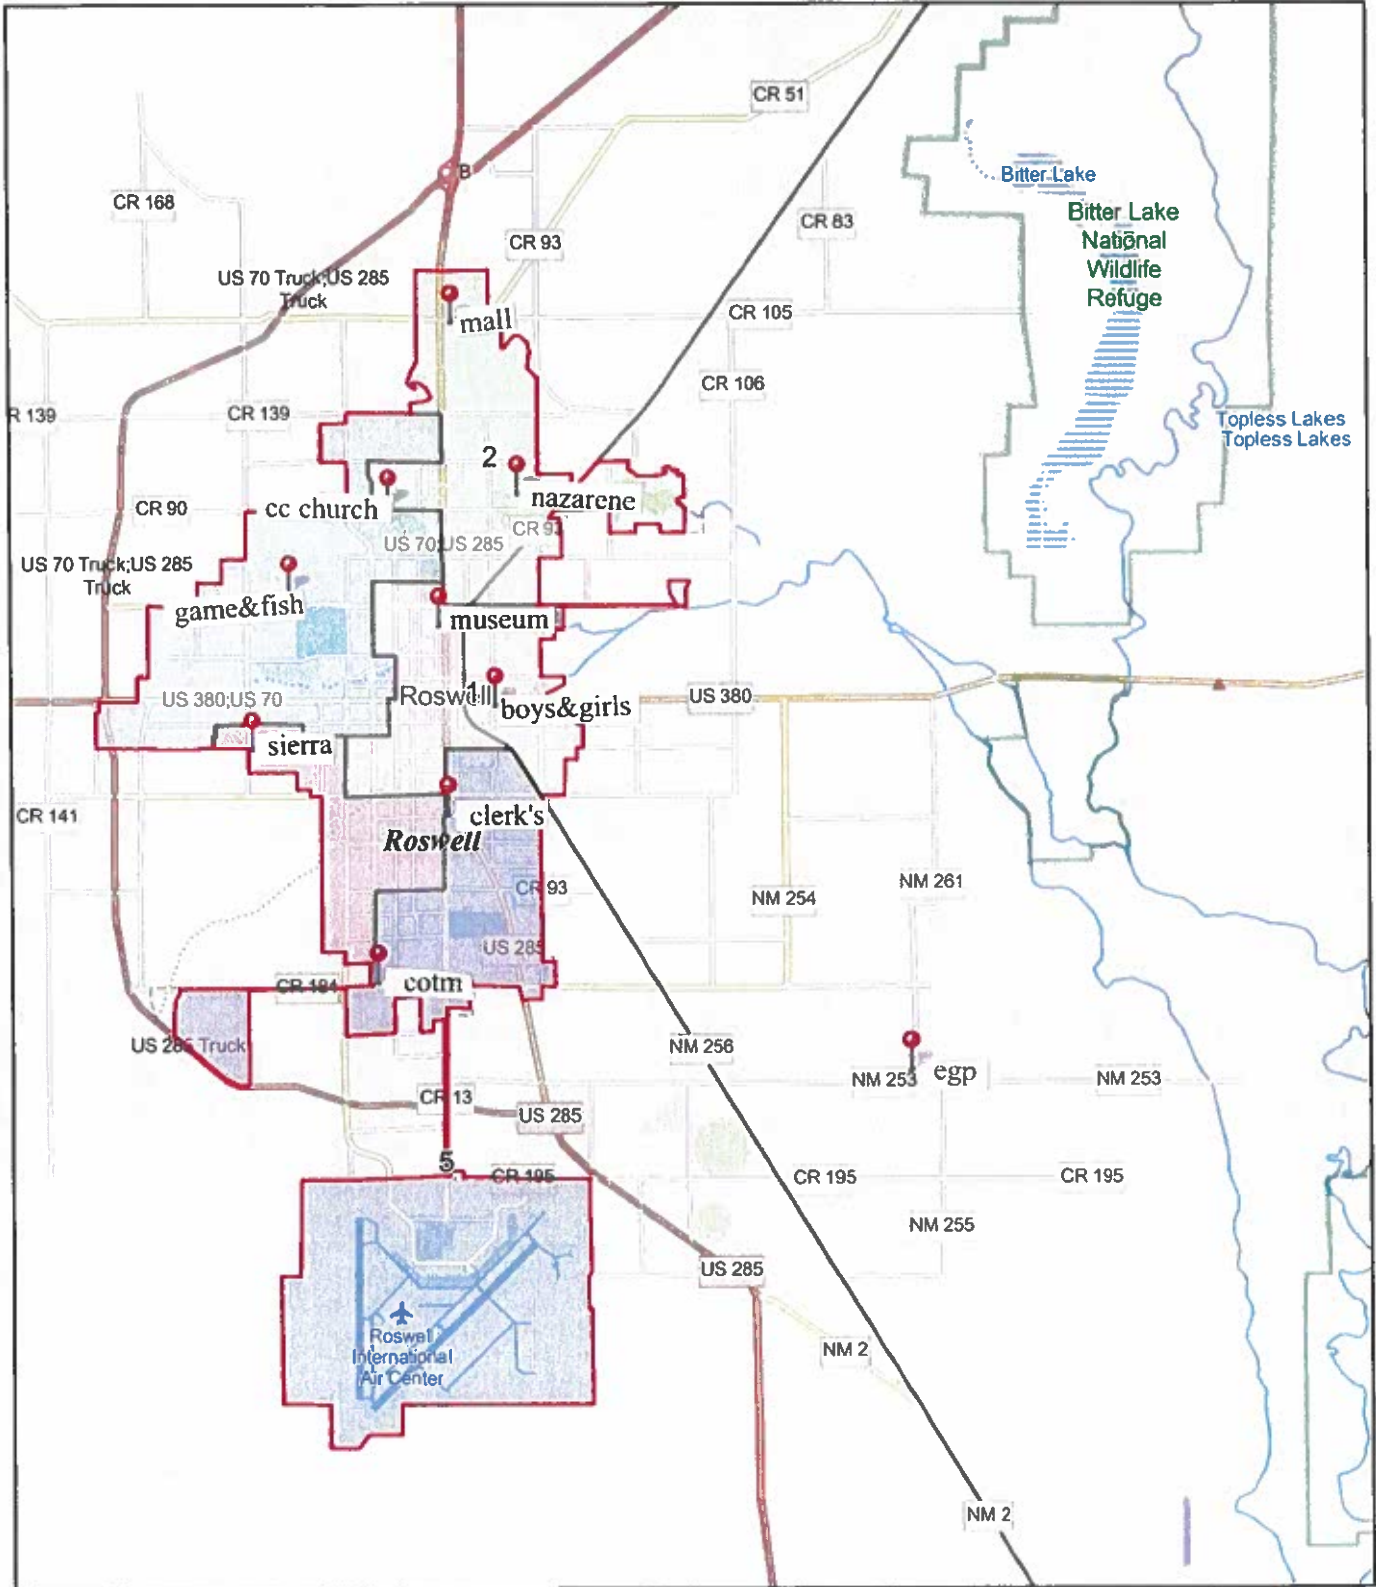 CR 51
B
Bitter Lake
CR 168
CR 83
Bitter Lake
National
Wildlife
Refuge
CR 93
US 70 Truck;US 285
Truck
mall
CR 105
CR 106
R 139
CR 139
Topless Lakes
Topless Lakes
2
nazarene
CR 90
cc church
CR 93
US 70;US 285
US 70 Truck;US 285
Truck
game&fish
museum
US 380;US 70
Roswell
1
boys&girls
US 380
sierra
CR 141
clerk's
Roswell
CR 93
NM 254
NM 261
US 285
cotm
CR 184
US 285 Truck
NM 256
NM 253
egp
NM 253
CR 13
US 285
5
CR 195
CR 195
CR 195
NM 255
US 285
Roswel
International
Air Center
NM 2
NM 2